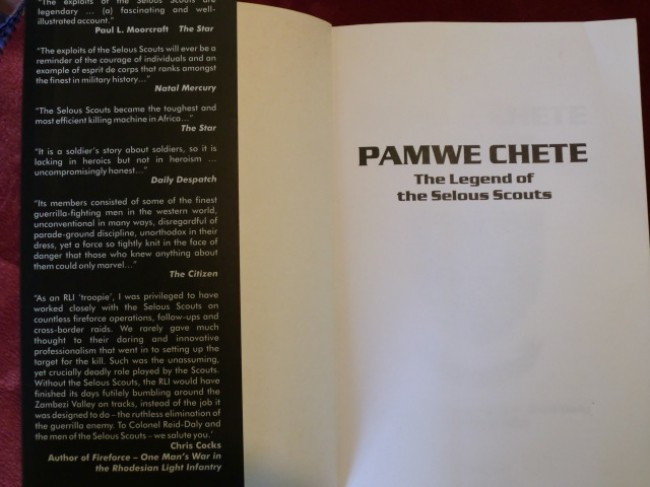 "The exploits of the Selous Scouts are
legendary ... (a) fascinating and well-
illustrated account."
Paul L. Moorcraft The Star
"The exploits of the Selous Scouts will ever be a
reminder of the courage of individuals and an
example of esprit de corps that ranks amongst
the finest in military history..."
Natal Mercury
"The Selous Scouts became the toughest and
most efficient killing machine in Africa..."
The Star
"It is a soldier's story about soldiers, so it is
lacking in heroics but not in heroism ...
uncompromisingly honest..."
Daily Despatch
"Its members consisted of some of the finest
guerrilla-fighting men in the western world,
unconventional in many ways, disregardful of
parade-ground discipline, unorthodox in their
dress, yet a force so tightly knit in the face of
danger that those who knew anything about
them could only marvel..."
The Citizen
"As an RLI 'troopie', I was privileged to have
worked closely with the Selous Scouts on
countless fireforce operations, follow-ups and
cross-border raids. We rarely gave much
thought to their daring and innovative
professionalism that went in to setting up the
target for the kill. Such was the unassuming,
yet crucially deadly role played by the Scouts.
Without the Selous Scouts, the RLI would have
finished its days futilely bumbling around the
Zambezi Valley on tracks, instead of the job it
was designed to do – the ruthless elimination of
the guerrilla enemy – To Colonel Reid-Daly and
the men of the Selous Scouts – we salute you.'
Chris Cocks
Author of Fireforce – One Man's War in
the Rhodesian Light Infantry
PAMWE CHETE
The Legend of
the Selous Scouts